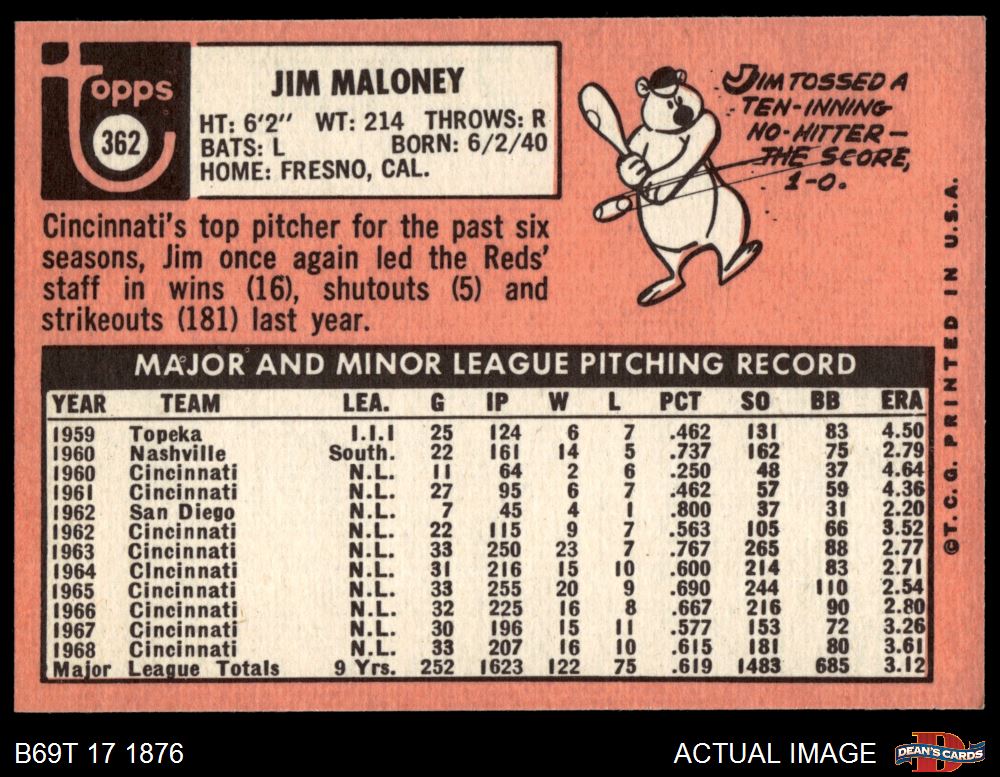 Topps
362
JIM MALONEY
HT: 6'2" WT: 214 THROWS: R
BATS: L BORN: 6/2/40
HOME: FRESNO, CAL.
JIM TOSSED A
TEN-INNING
NO-HITTER —
THE SCORE,
1-0.
Cincinnati's top pitcher for the past six
seasons, Jim once again led the Reds'
staff in wins (16), shutouts (5) and
strikeouts (181) last year.
MAJOR AND MINOR LEAGUE PITCHING RECORD
YEAR TEAM LEA. G IP W L PCT SO BB ERA
1959 Topeka I.I.I 25 124 6 7 .462 131 83 4.50
1960 Nashville South. 22 161 14 5 .737 162 75 2.79
1960 Cincinnati N.L. 11 64 2 6 .250 48 37 4.64
1961 Cincinnati N.L. 27 95 6 7 .462 57 59 4.36
1962 San Diego N.L. 7 45 4 1 .800 37 31 2.20
1962 Cincinnati N.L. 22 115 9 7 .563 105 66 3.52
1963 Cincinnati N.L. 33 250 23 7 .767 265 88 2.77
1964 Cincinnati N.L. 31 216 15 10 .600 214 83 2.71
1965 Cincinnati N.L. 33 255 20 9 .690 244 110 2.54
1966 Cincinnati N.L. 32 225 16 8 .667 216 90 2.80
1967 Cincinnati N.L. 30 196 15 11 .577 153 72 3.26
1968 Cincinnati N.L. 33 207 16 10 .615 181 80 3.61
Major League Totals 9 Yrs. 252 1623 122 75 .619 1483 685 3.12
©T.C.G. PRINTED IN U.S.A.
B69T 17 1876
ACTUAL IMAGE
DEAN'S CARDS